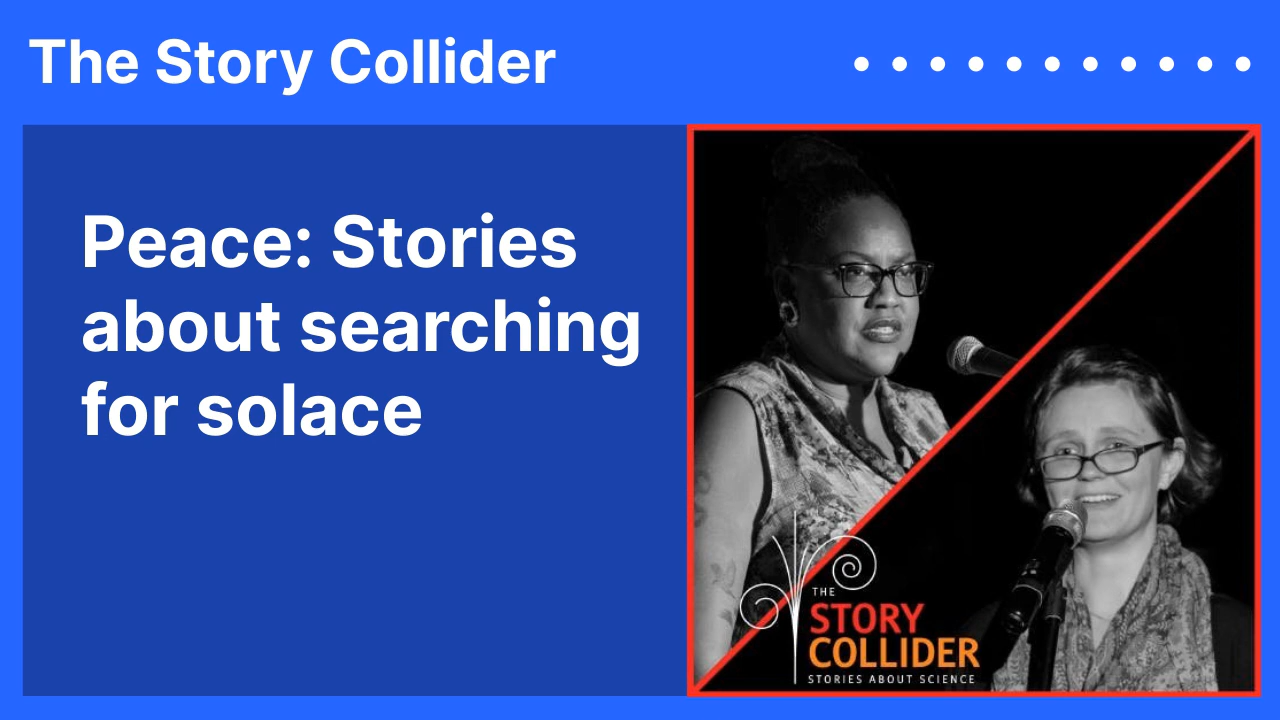 The Story Collider
Peace: Stories
about searching
for solace
THE
STORY
COLLIDER
STORIES ABOUT SCIENCE